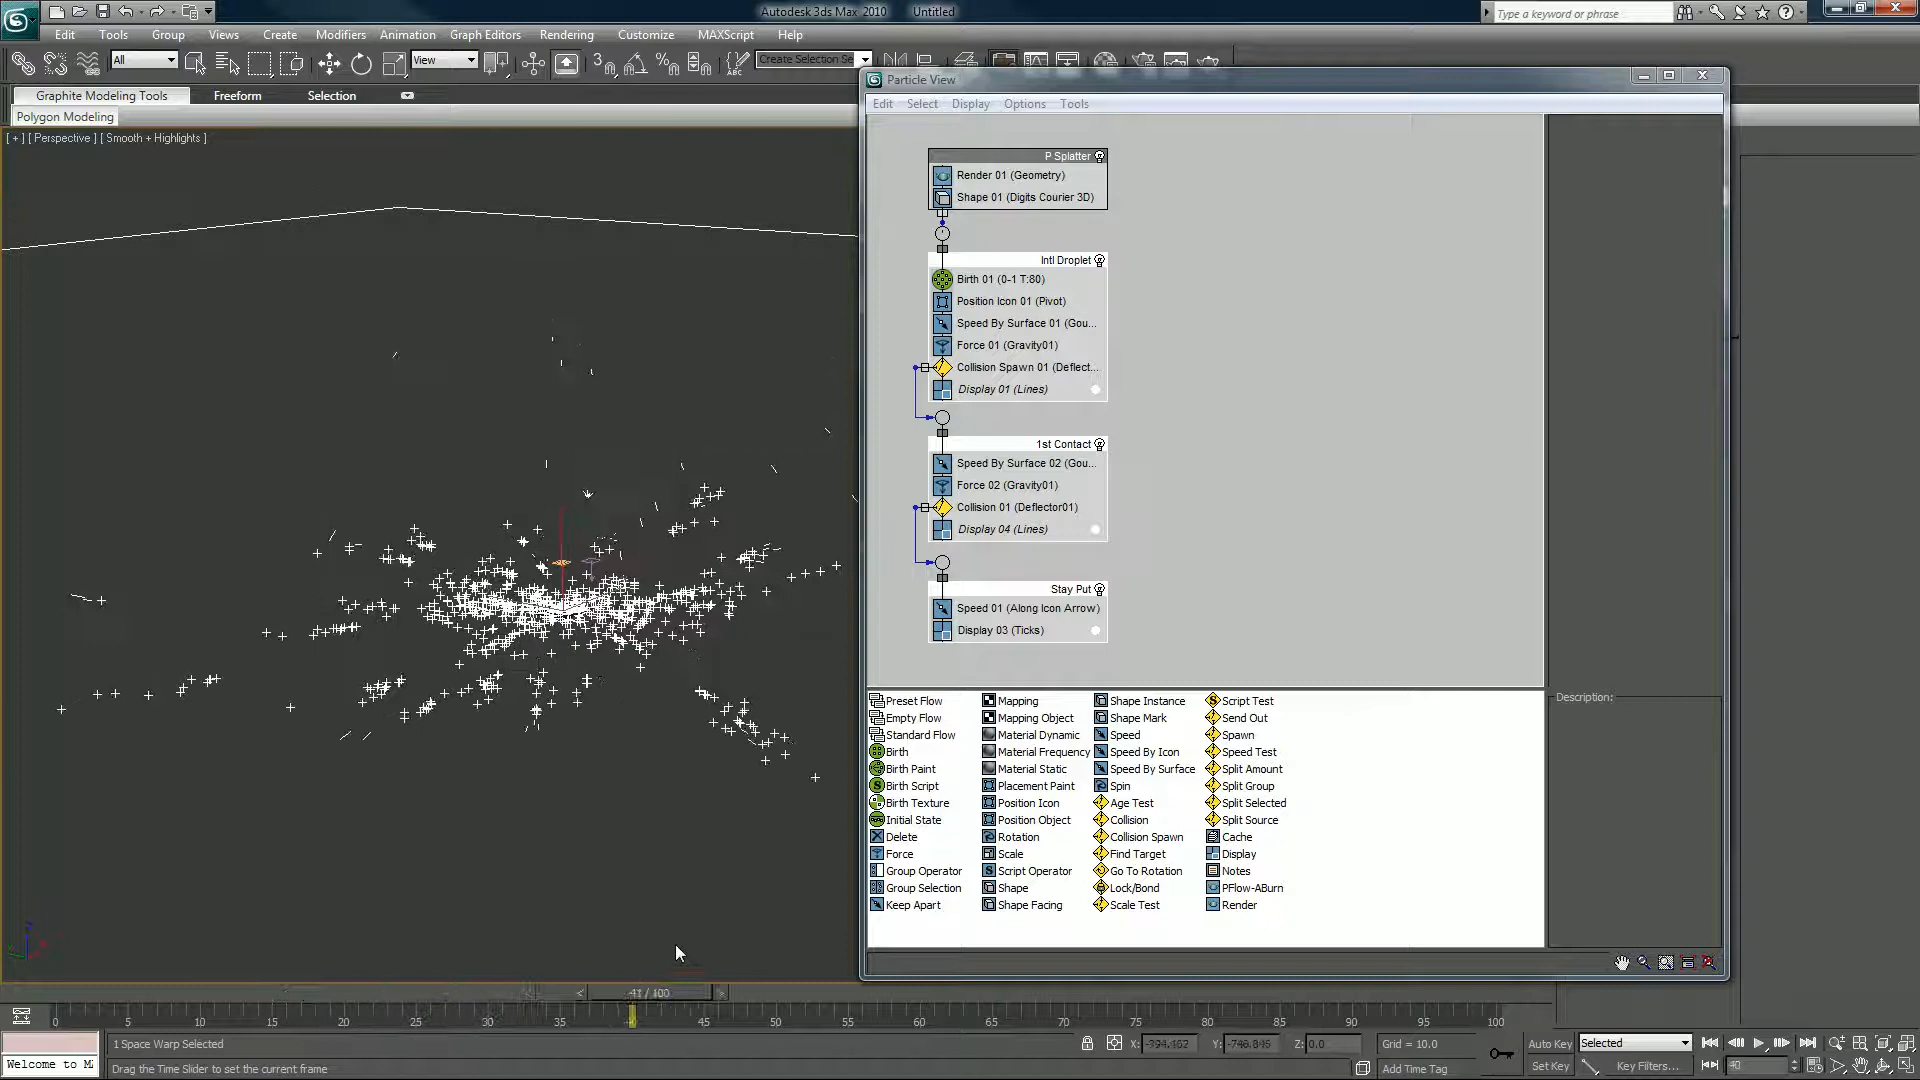 Autodesk 3ds Max 2010 Untitled
Type a keyword or phrase
Edit Tools Group Views Create Modifiers Animation Graph Editors Rendering Customize MAXScript Help
All
View
3
ABC
Create Selection Se
Graphite Modeling Tools Freeform Selection
Polygon Modeling
[ + ] [ Perspective ] [ Smooth + Highlights ]
Particle View
Edit Select Display Options Tools
P Splatter
Render 01 (Geometry)
Shape 01 (Digits Courier 3D)
Intl Droplet
Birth 01 (0-1 T:80)
Position Icon 01 (Pivot)
Speed By Surface 01 (Gou...
Force 01 (Gravity01)
Collision Spawn 01 (Deflect...
Display 01 (Lines)
1st Contact
Speed By Surface 02 (Gou...
Force 02 (Gravity01)
Collision 01 (Deflector01)
Display 04 (Lines)
Stay Put
Speed 01 (Along Icon Arrow)
Display 03 (Ticks)
Preset Flow Mapping Shape Instance Script Test
Empty Flow Mapping Object Shape Mark Send Out
Standard Flow Material Dynamic Speed Spawn
Birth Material Frequency Speed By Icon Speed Test
Birth Paint Material Static Speed By Surface Split Amount
Birth Script Placement Paint Spin Split Group
Birth Texture Position Icon Age Test Split Selected
Initial State Position Object Collision Split Source
Delete Rotation Collision Spawn Cache
Force Scale Find Target Display
Group Operator Script Operator Go To Rotation Notes
Group Selection Shape Lock/Bond PFlow-ABurn
Keep Apart Shape Facing Scale Test Render
Description:
/ 100
0 5 10 15 20 25 30 35 45 50 55 60 65 70 75 80 85 90 95 100
1 Space Warp Selected
X: Y: Z: 0.0 Grid = 10.0
Auto Key Selected
Welcome to M
Drag the Time Slider to set the current frame
Add Time Tag
Set Key Key Filters... 40